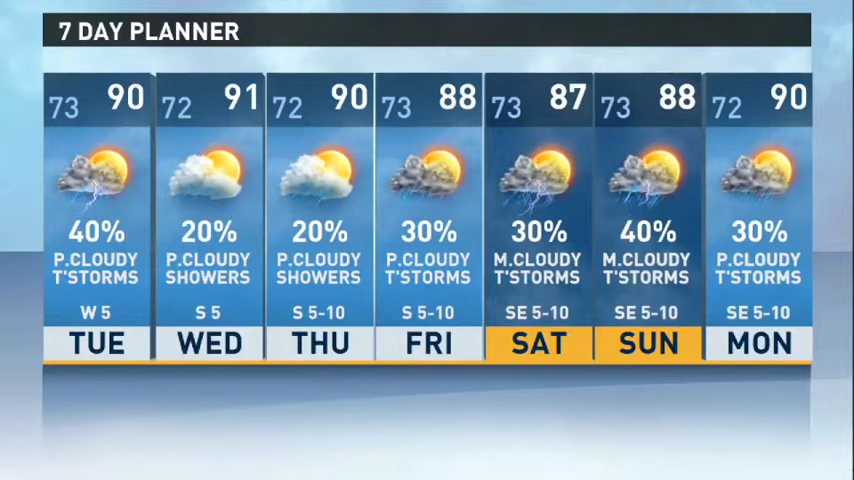 7 DAY PLANNER
73 90
72 91
72 90
73 88
73 87
73 88
72 90
40%
20%
20%
30%
30%
40%
30%
P.CLOUDY
P.CLOUDY
P.CLOUDY
P.CLOUDY
M.CLOUDY
M.CLOUDY
P.CLOUDY
T'STORMS
SHOWERS
SHOWERS
T'STORMS
T'STORMS
T'STORMS
T'STORMS
W 5
S 5
S 5-10
S 5-10
SE 5-10
SE 5-10
SE 5-10
TUE
WED
THU
FRI
SAT
SUN
MON